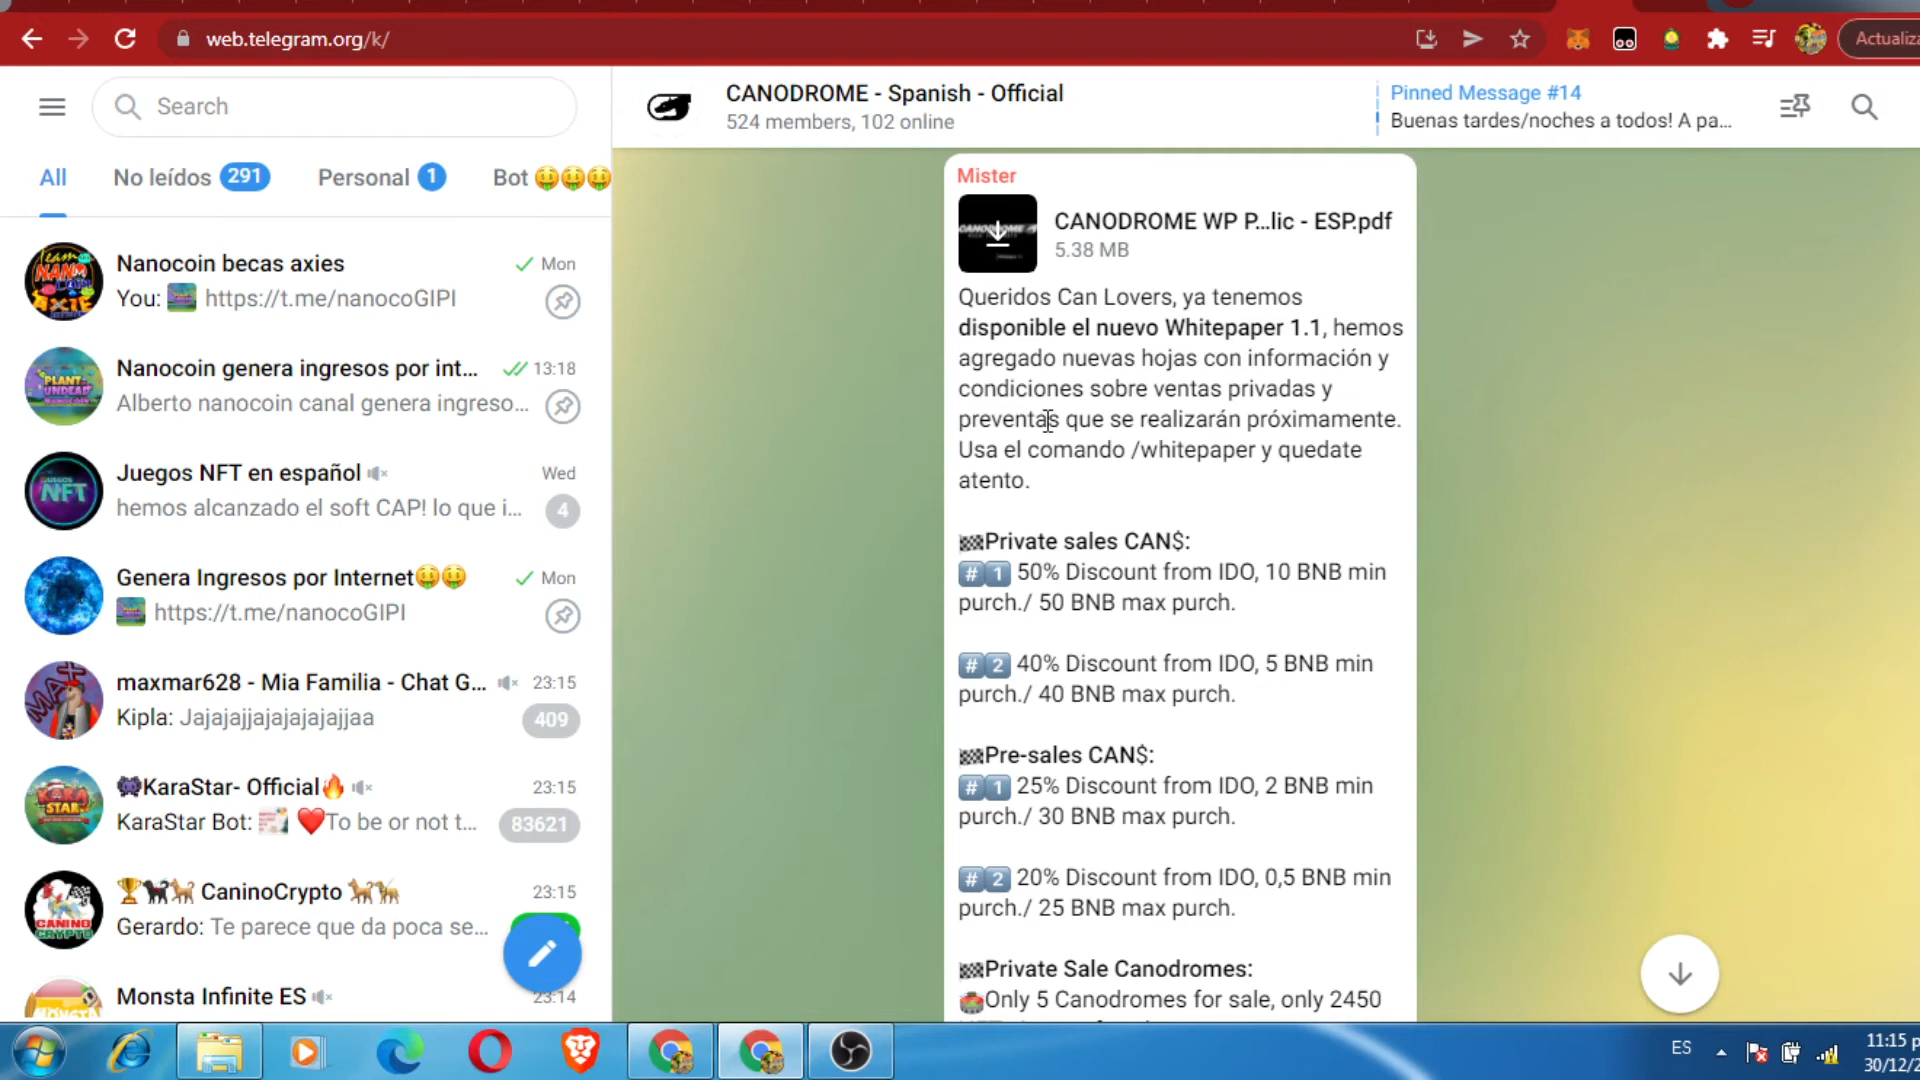 web.telegram.org/k/
Actualiza
Search
All
No leídos 291
Personal 1
Bot 🤑🤑🤑
Nanocoin becas axies
Mon
You: https://t.me/nanocoGIPI
Nanocoin genera ingresos por int...
13:18
Alberto nanocoin canal genera ingreso...
Juegos NFT en español
Wed
hemos alcanzado el soft CAP! lo que i...
4
Genera Ingresos por Internet🤑🤑
Mon
https://t.me/nanocoGIPI
maxmar628 - Mia Familia - Chat G...
23:15
Kipla: Jajajajjajajajajajjaa
409
👾KaraStar- Official🔥
23:15
KaraStar Bot: 💌 ❤️To be or not t...
83621
🏆🐈‍⬛🐕 CaninoCrypto 🐕🐕‍🦺
23:15
Gerardo: Te parece que da poca se...
Monsta Infinite ES
23:14
CANODROME - Spanish - Official
524 members, 102 online
Pinned Message #14
Buenas tardes/noches a todos! A pa...
Mister
CANODROME WP P...lic - ESP.pdf
5.38 MB
Queridos Can Lovers, ya tenemos
disponible el nuevo Whitepaper 1.1, hemos
agregado nuevas hojas con información y
condiciones sobre ventas privadas y
preventas que se realizarán próximamente.
Usa el comando /whitepaper y quedate
atento.
🏁Private sales CAN$:
#️⃣1️⃣ 50% Discount from IDO, 10 BNB min
purch./ 50 BNB max purch.
#️⃣2️⃣ 40% Discount from IDO, 5 BNB min
purch./ 40 BNB max purch.
🏁Pre-sales CAN$:
#️⃣1️⃣ 25% Discount from IDO, 2 BNB min
purch./ 30 BNB max purch.
#️⃣2️⃣ 20% Discount from IDO, 0,5 BNB min
purch./ 25 BNB max purch.
🏁Private Sale Canodromes:
🏟Only 5 Canodromes for sale, only 2450
ES
11:15 p
30/12/2